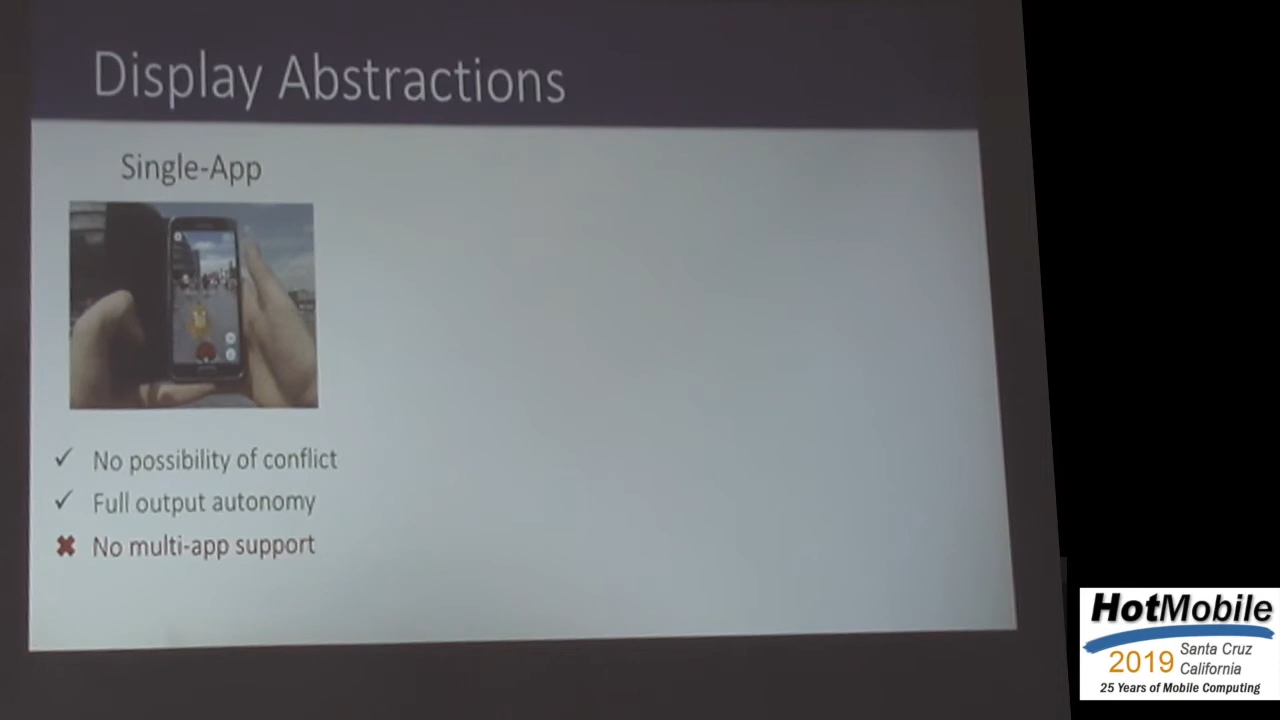 Display Abstractions
Single-App
✓ No possibility of conflict
✓ Full output autonomy
✖ No multi-app support
HotMobile
2019 Santa Cruz
California
25 Years of Mobile Computing